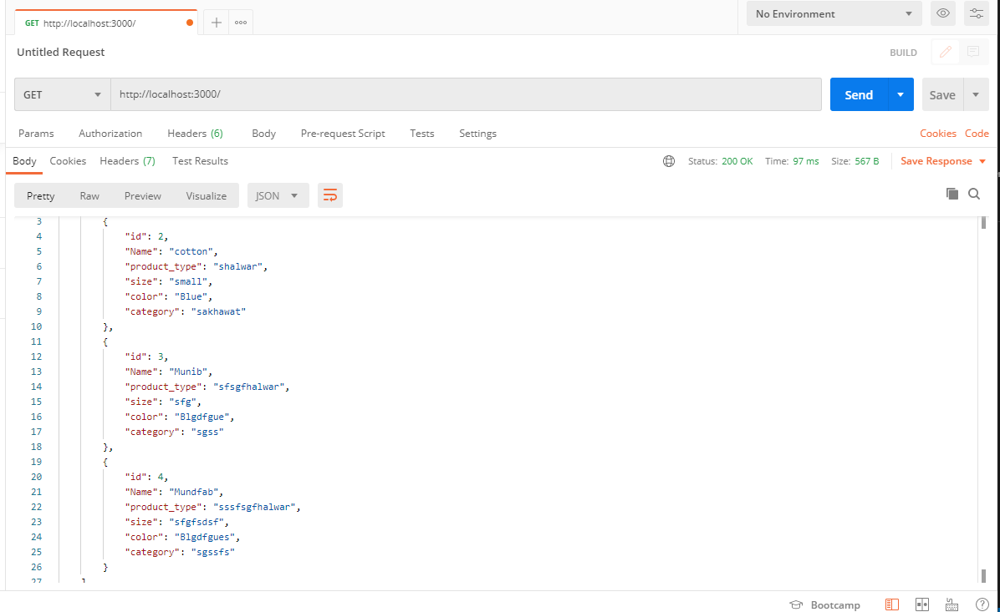 GET http://localhost:3000/
No Environment
Untitled Request
BUILD
GET
http://localhost:3000/
Send
Save
Params Authorization Headers (6) Body Pre-request Script Tests Settings
Cookies Code
Body Cookies Headers (7) Test Results
Status: 200 OK Time: 97 ms Size: 567 B
Save Response
Pretty Raw Preview Visualize JSON
3 {
4 "id": 2,
5 "Name": "cotton",
6 "product_type": "shalwar",
7 "size": "small",
8 "color": "Blue",
9 "category": "sakhawat"
10 },
11 {
12 "id": 3,
13 "Name": "Munib",
14 "product_type": "sfsgfhalwar",
15 "size": "sfg",
16 "color": "Blgdfgue",
17 "category": "sgss"
18 },
19 {
20 "id": 4,
21 "Name": "Mundfab",
22 "product_type": "sssfsgfhalwar",
23 "size": "sfgfsdsf",
24 "color": "Blgdfgues",
25 "category": "sgssfs"
26 }
27 ]
Bootcamp